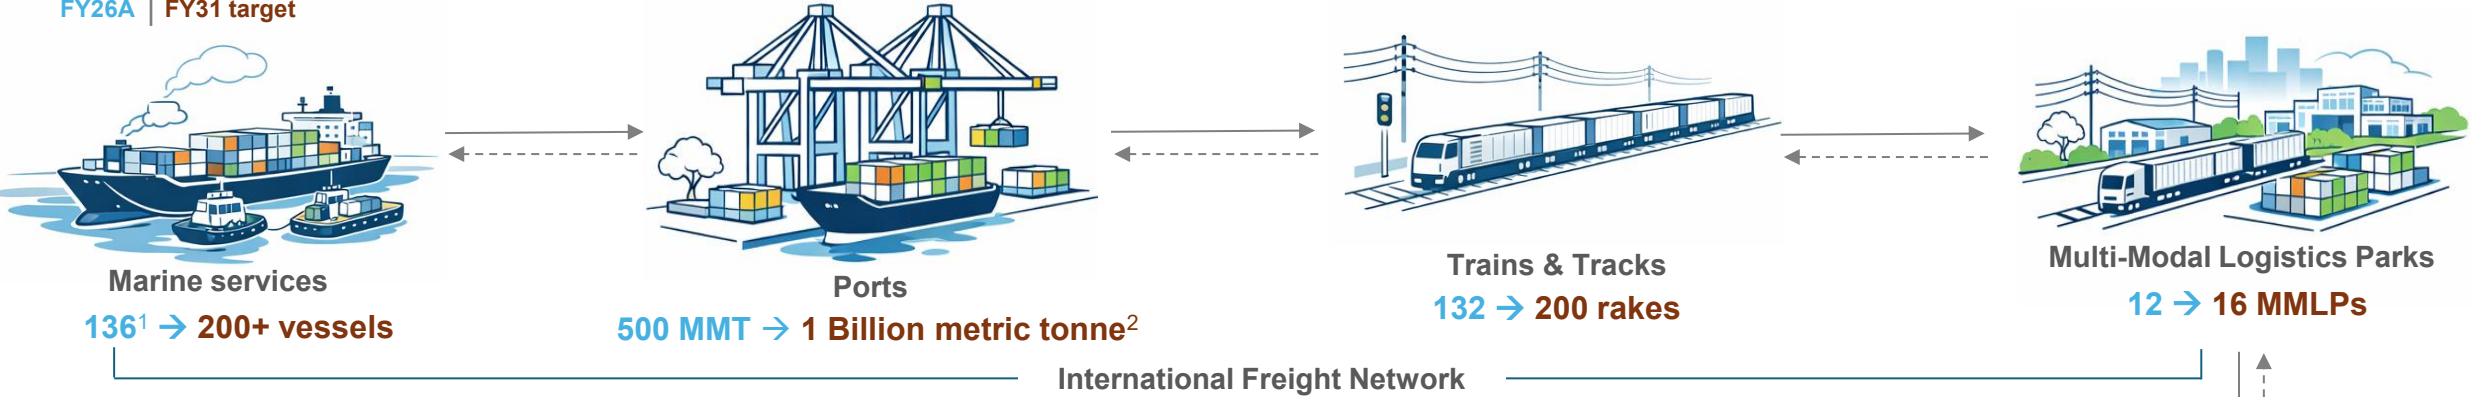 FY26A | FY31 target
Marine services
136¹ → 200+ vessels
Ports
500 MMT → 1 Billion metric tonne²
Trains & Tracks
132 → 200 rakes
Multi-Modal Logistics Parks
12 → 16 MMLPs
International Freight Network